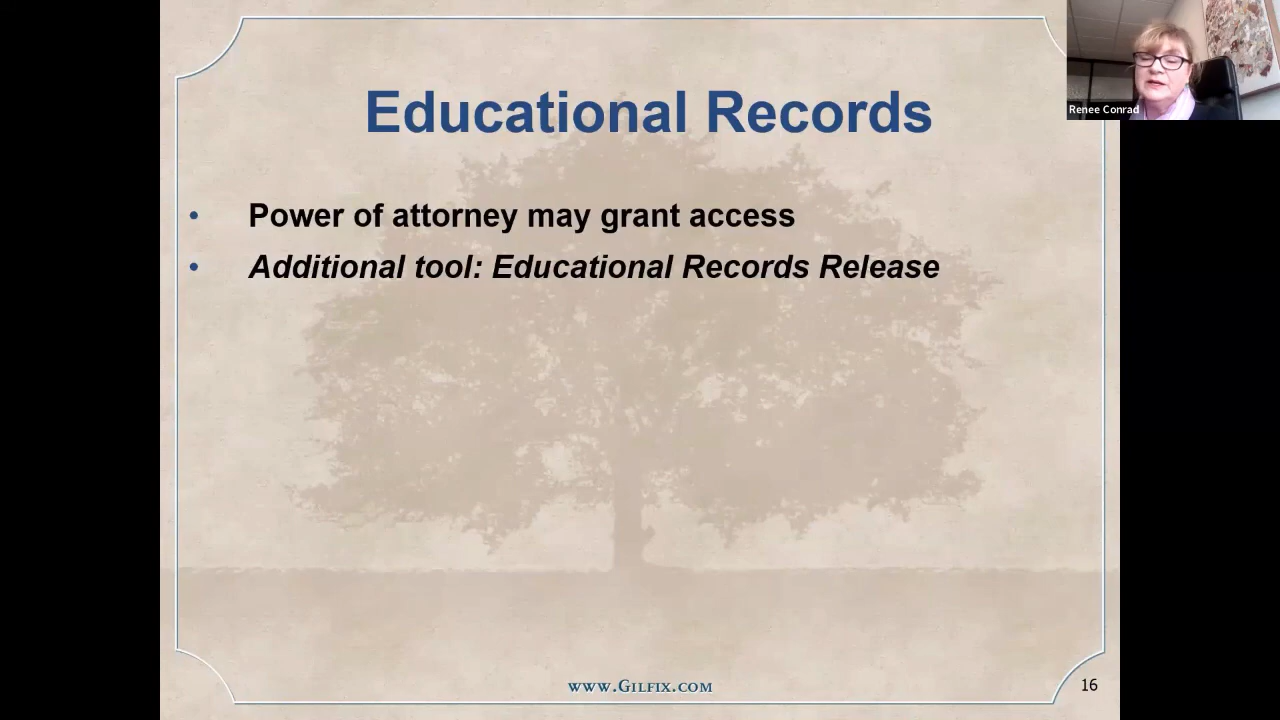 Educational Records
Renee Conrad
• Power of attorney may grant access
• Additional tool: Educational Records Release
www.Gilfix.com
16